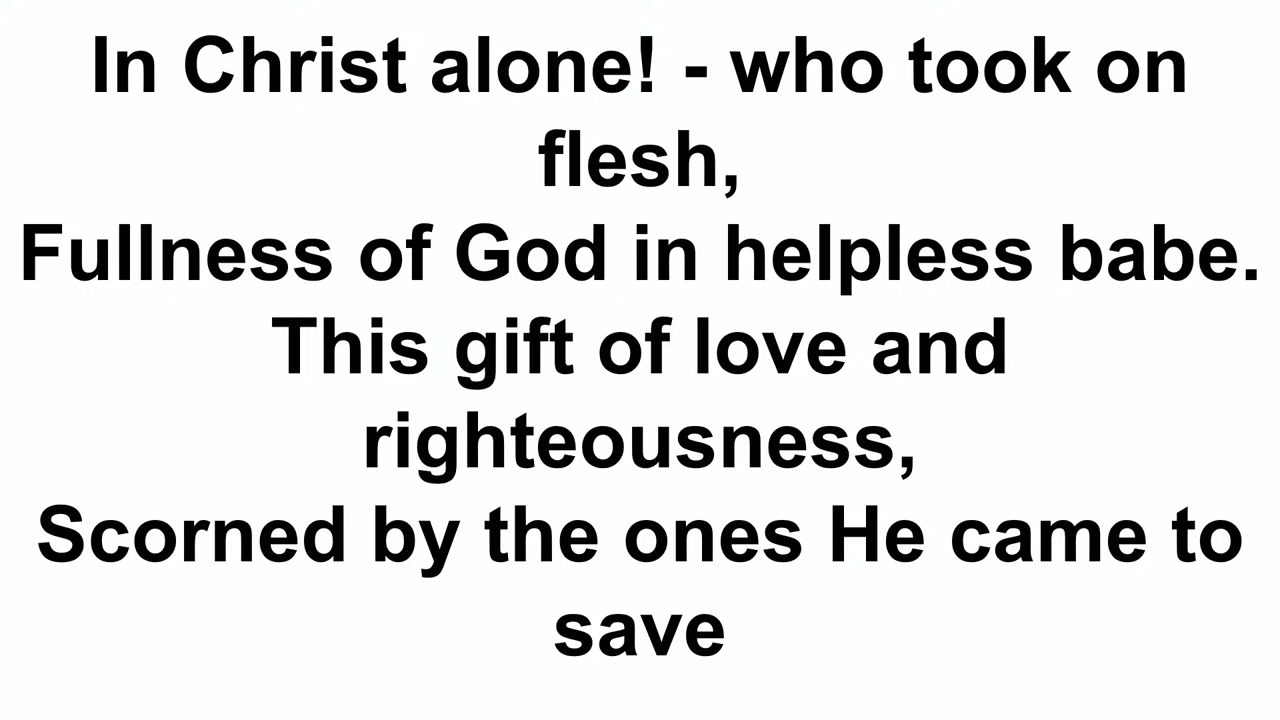 In Christ alone! - who took on
flesh,
Fullness of God in helpless babe.
This gift of love and
righteousness,
Scorned by the ones He came to
save